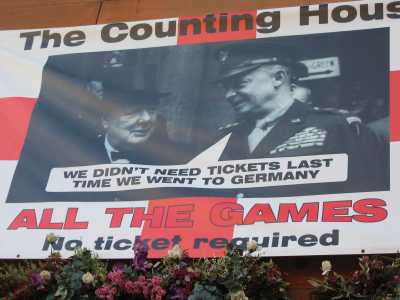 The Counting Hous
GREEN
WE DIDN'T NEED TICKETS LAST
TIME WE WENT TO GERMANY
ALL THE GAMES
No ticket required